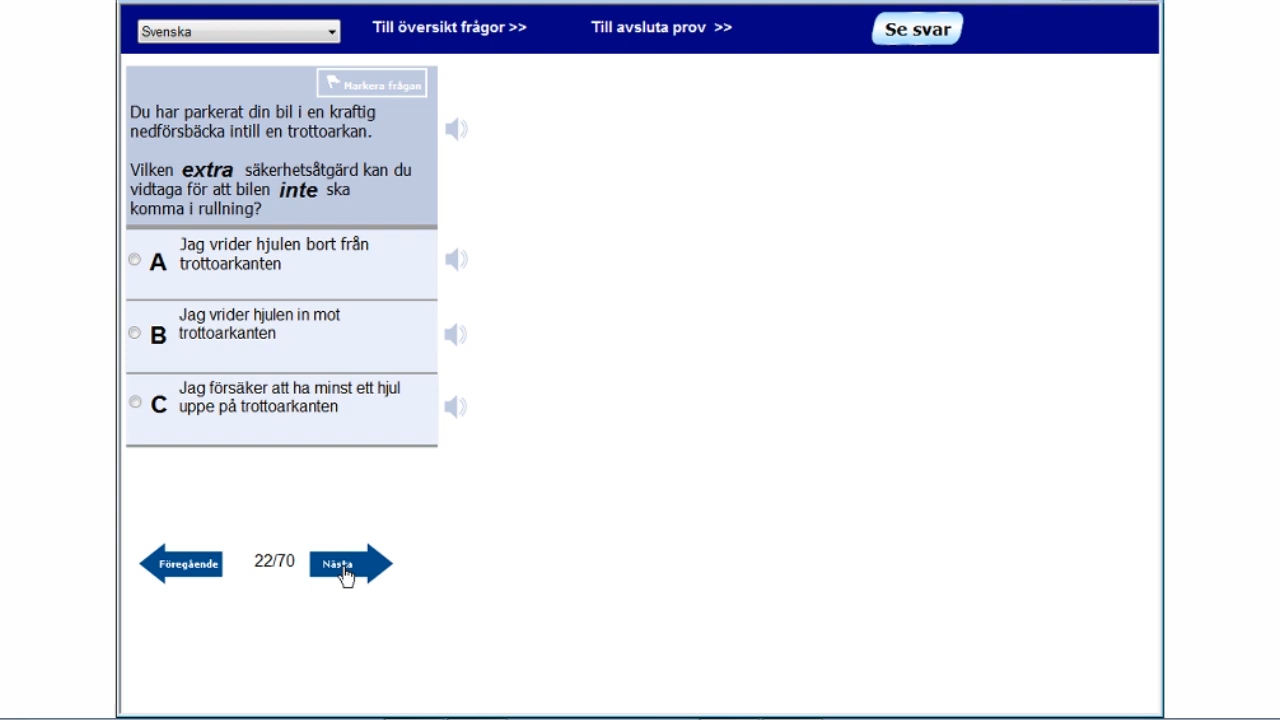 Svenska
Till översikt frågor >>
Till avsluta prov >>
Se svar
Markera frågan
Du har parkerat din bil i en kraftig
nedförsbäcka intill en trottoarkan.
Vilken extra säkerhetsåtgärd kan du
vidtaga för att bilen inte ska
komma i rullning?
A
Jag vrider hjulen bort från
trottoarkanten
B
Jag vrider hjulen in mot
trottoarkanten
C
Jag försäker att ha minst ett hjul
uppe på trottoarkanten
Föregående
22/70
Nästa